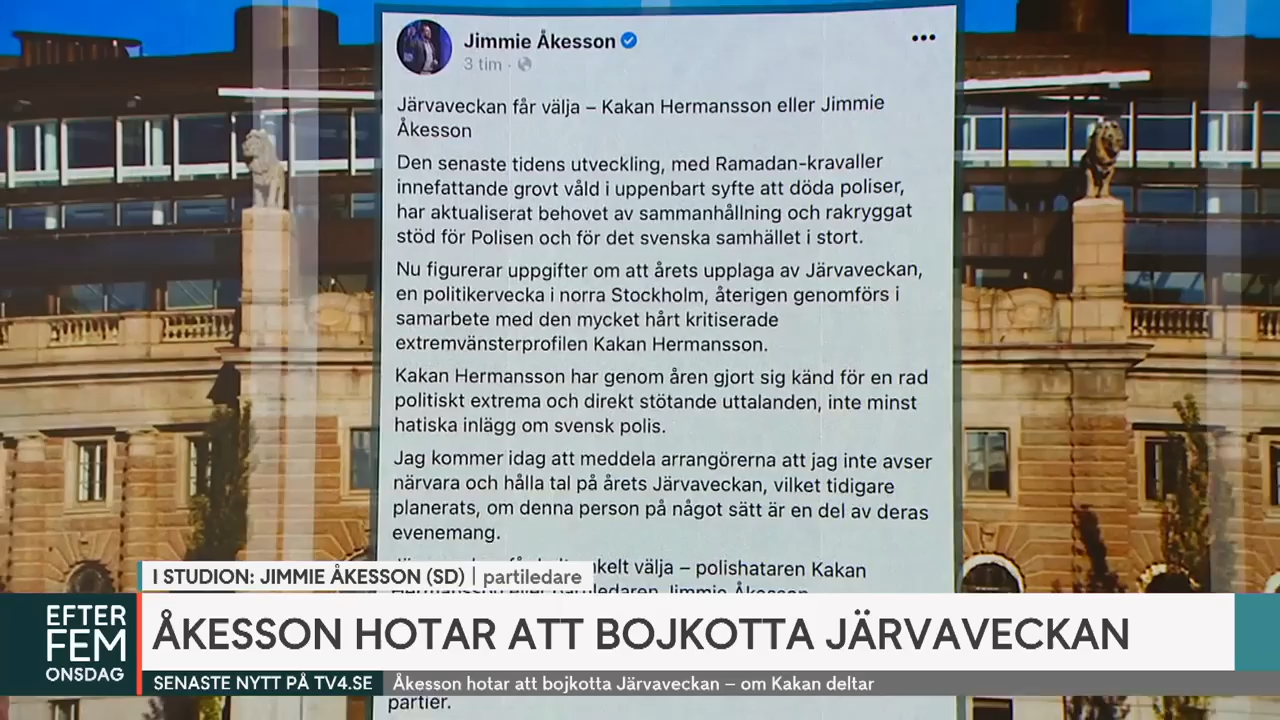 Jimmie Åkesson
3 tim ·
Järvaveckan får välja – Kakan Hermansson eller Jimmie
Åkesson
Den senaste tidens utveckling, med Ramadan-kravaller
innefattande grovt våld i uppenbart syfte att döda poliser,
har aktualiserat behovet av sammanhållning och rakryggat
stöd för Polisen och för det svenska samhället i stort.
Nu figurerar uppgifter om att årets upplaga av Järvaveckan,
en politikervecka i norra Stockholm, återigen genomförs i
samarbete med den mycket hårt kritiserade
extremvänsterprofilen Kakan Hermansson.
Kakan Hermansson har genom åren gjort sig känd för en rad
politiskt extrema och direkt stötande uttalanden, inte minst
hatiska inlägg om svensk polis.
Jag kommer idag att meddela arrangörerna att jag inte avser
närvara och hålla tal på årets Järvaveckan, vilket tidigare
planerats, om denna person på något sätt är en del av deras
evenemang.
välja – polishataren Kakan
Jimmie Åkesson
I STUDION: JIMMIE ÅKESSON (SD) | partiledare
EFTER
FEM
ONSDAG
ÅKESSON HOTAR ATT BOJKOTTA JÄRVAVECKAN
SENASTE NYTT PÅ TV4.SE
Åkesson hotar att bojkotta Järvaveckan – om Kakan deltar
partier.